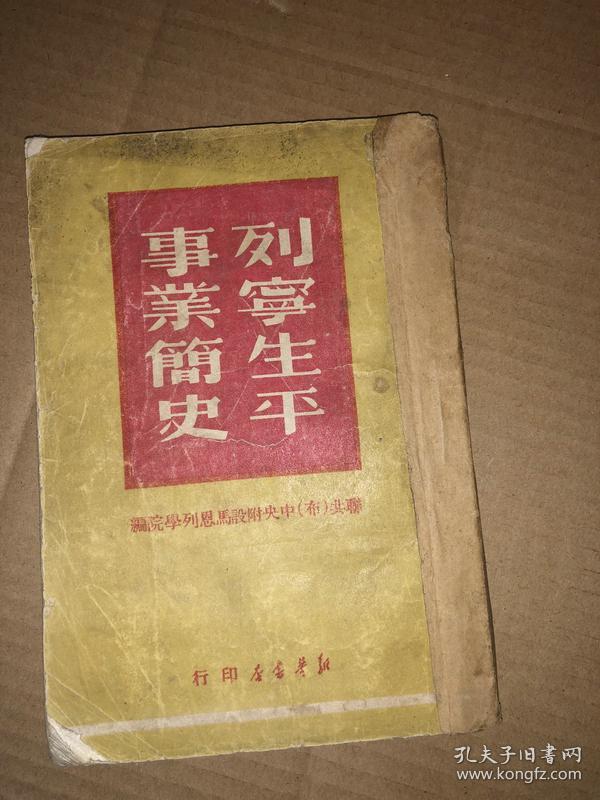 列寧生平
事業簡史
聯共(布)中央附設馬恩列學院編
新華書店印行
孔夫子旧书网
www.kongfz.com